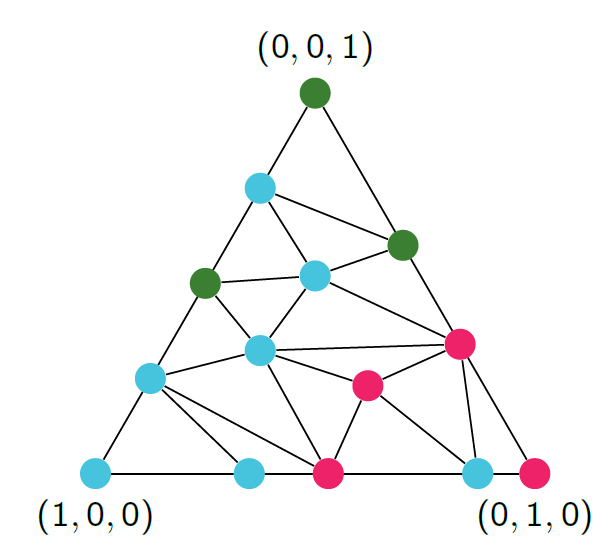 (0, 0, 1)
(1, 0, 0) (0, 1, 0)